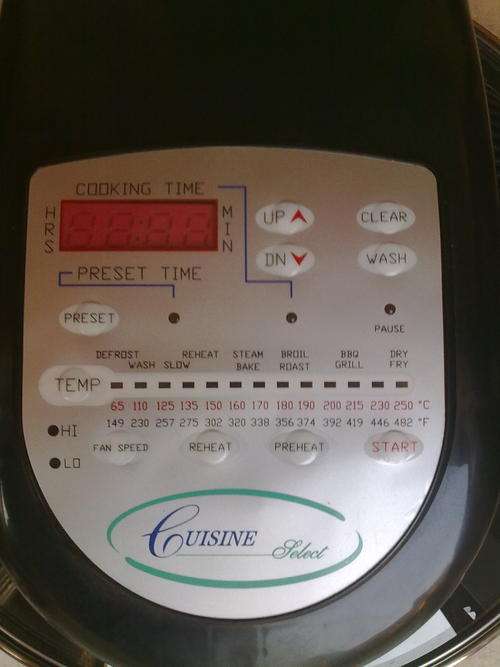 COOKING TIME
HRS
MIN
UP
CLEAR
DN
WASH
PRESET TIME
PRESET
PAUSE
DEFROST REHEAT STEAM BROIL BBQ DRY
WASH SLOW BAKE ROAST GRILL FRY
TEMP
65 110 125 135 150 160 170 180 190 200 215 230 250 °C
149 230 257 275 302 320 338 356 374 392 419 446 482 °F
HI
FAN SPEED REHEAT PREHEAT START
LO
CUISINE
Select